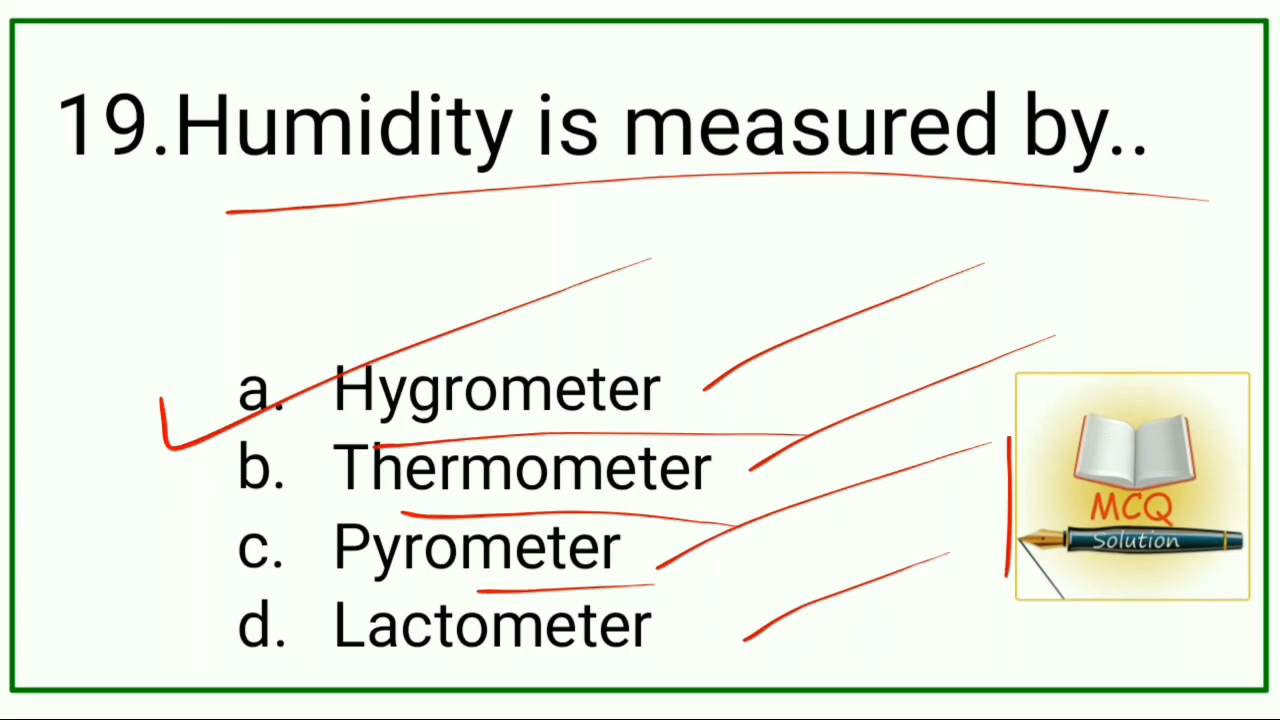 19.Humidity is measured by..
a. Hygrometer
b. Thermometer
c. Pyrometer
d. Lactometer
MCQ
Solution